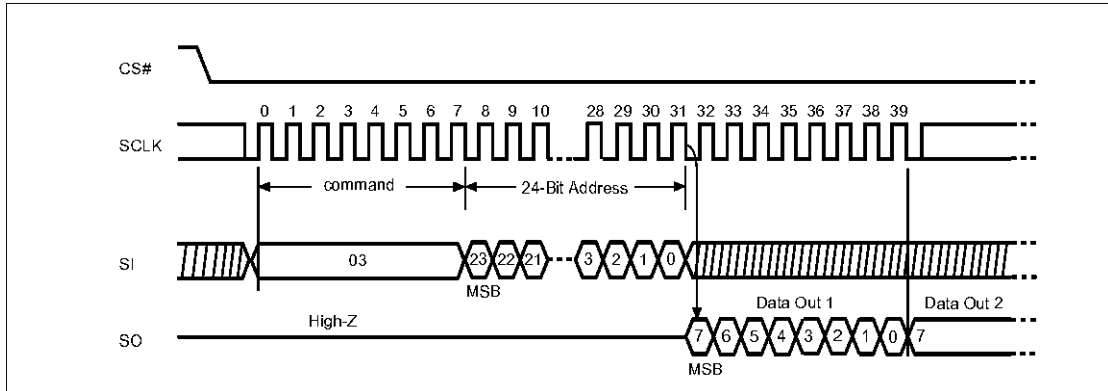 CS#
0 1 2 3 4 5 6 7 8 9 10 28 29 30 31 32 33 34 35 36 37 38 39
SCLK
command 24-Bit Address
SI 03 23 22 21 3 2 1 0
MSB
Data Out 1 Data Out 2
High-Z
SO 7 6 5 4 3 2 1 0 7
MSB